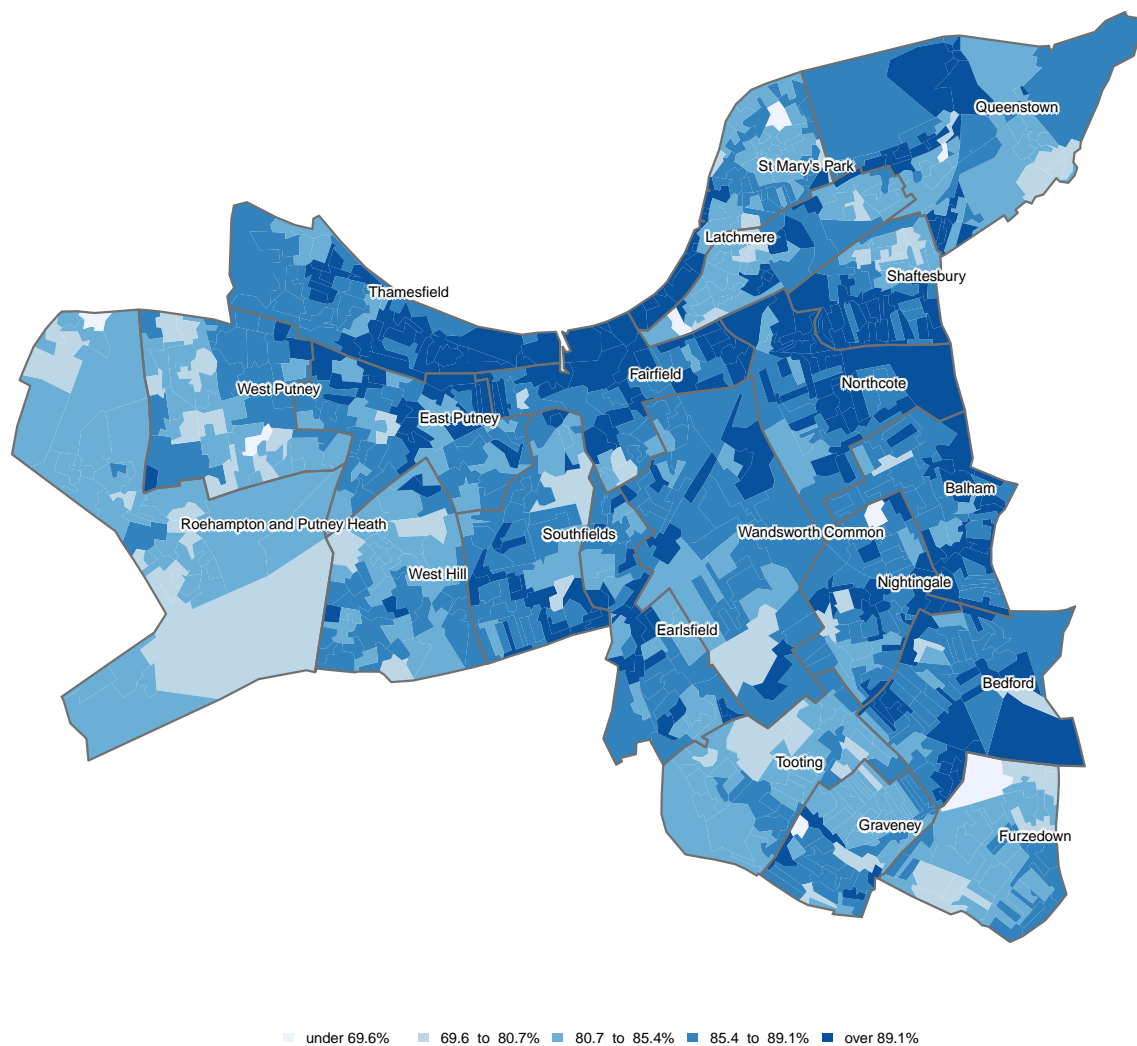 Queenstown
St Mary's Park
Latchmere
Shaftesbury
Thamesfield
Fairfield
Northcote
West Putney
East Putney
Balham
Roehampton and Putney Heath
Southfields
Wandsworth Common
West Hill
Nightingale
Earlsfield
Bedford
Tooting
Graveney
Furzedown
under 69.6% 69.6 to 80.7% 80.7 to 85.4% 85.4 to 89.1% over 89.1%